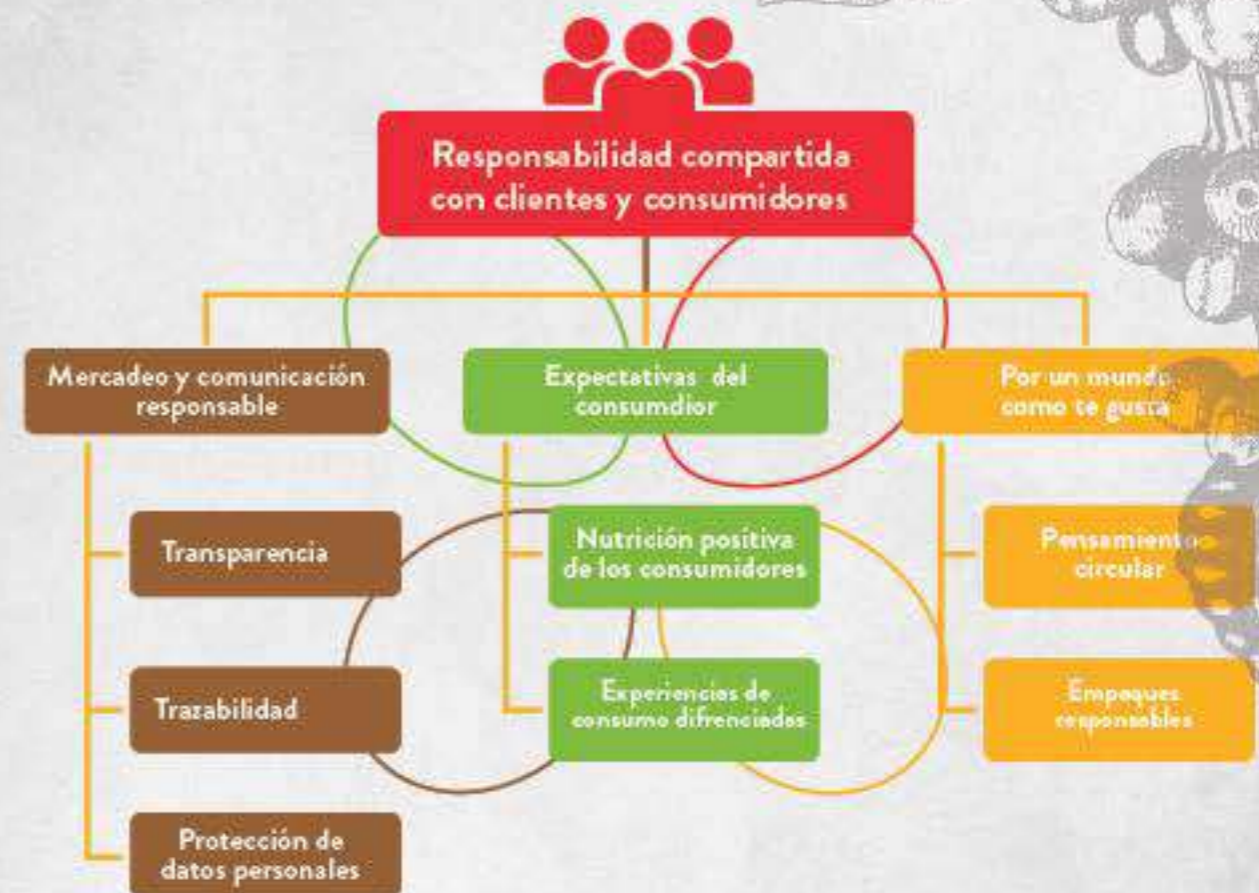 Responsabilidad compartida
con clientes y consumidores
Mercadeo y comunicación
responsable
Expectativas del
consumdior
Por un mundo
como te gusta
Transparencia
Nutrición positiva
de los consumidores
Pensamiento
circular
Trazabilidad
Experiencias de
consumo difrenciadas
Empaques
responsables
Protección de
datos personales